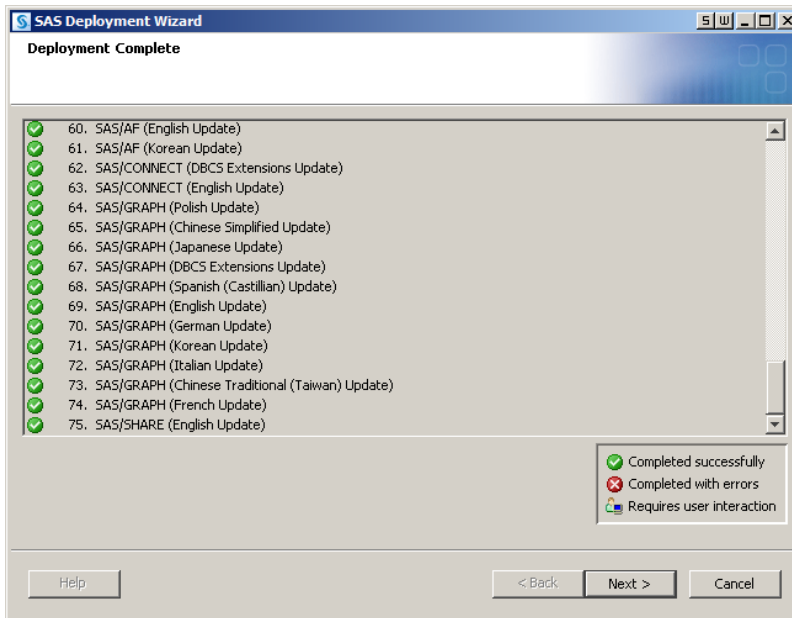 SAS Deployment Wizard
Deployment Complete
60. SAS/AF (English Update)
61. SAS/AF (Korean Update)
62. SAS/CONNECT (DBCS Extensions Update)
63. SAS/CONNECT (English Update)
64. SAS/GRAPH (Polish Update)
65. SAS/GRAPH (Chinese Simplified Update)
66. SAS/GRAPH (Japanese Update)
67. SAS/GRAPH (DBCS Extensions Update)
68. SAS/GRAPH (Spanish (Castillian) Update)
69. SAS/GRAPH (English Update)
70. SAS/GRAPH (German Update)
71. SAS/GRAPH (Korean Update)
72. SAS/GRAPH (Italian Update)
73. SAS/GRAPH (Chinese Traditional (Taiwan) Update)
74. SAS/GRAPH (French Update)
75. SAS/SHARE (English Update)
Completed successfully
Completed with errors
Requires user interaction
Help < Back Next > Cancel